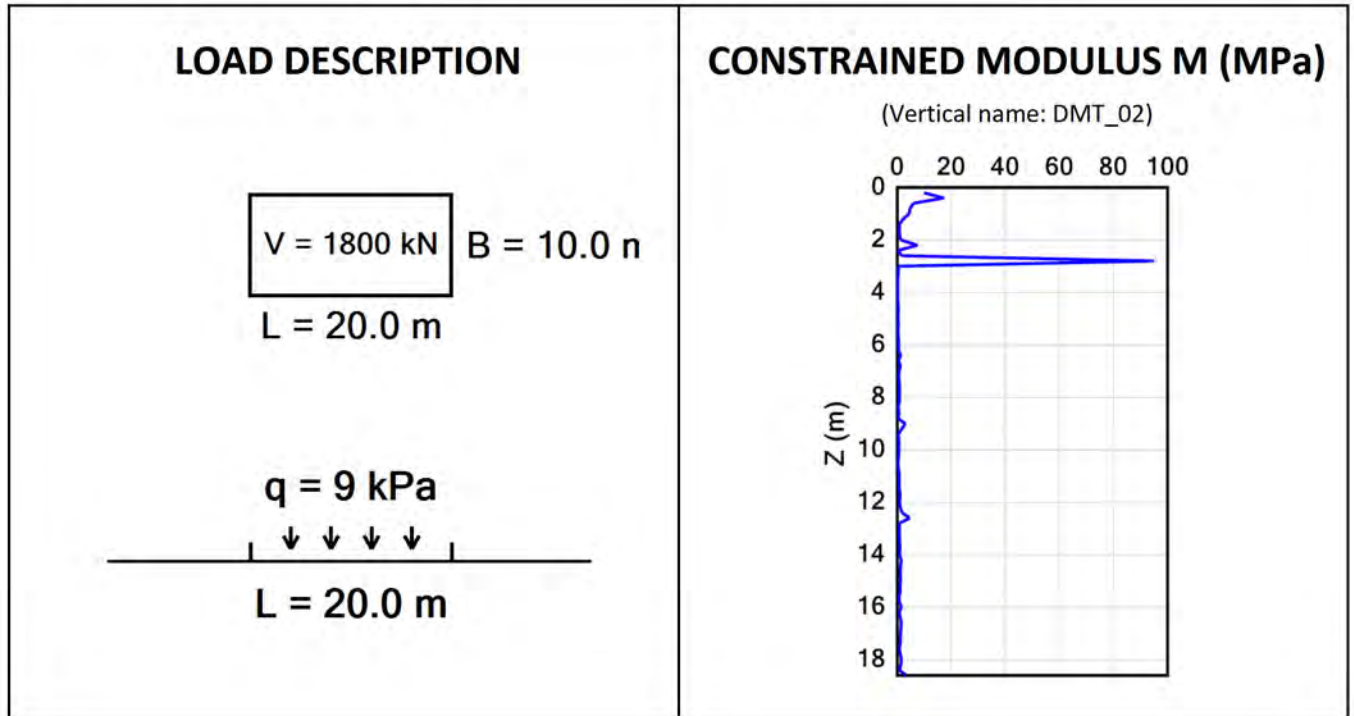 LOAD DESCRIPTION
V = 1800 kN
B = 10.0 n
L = 20.0 m
q = 9 kPa
L = 20.0 m
CONSTRAINED MODULUS M (MPa)
(Vertical name: DMT_02)
0 20 40 60 80 100
0
2
4
6
8
10
12
14
16
18
Z (m)